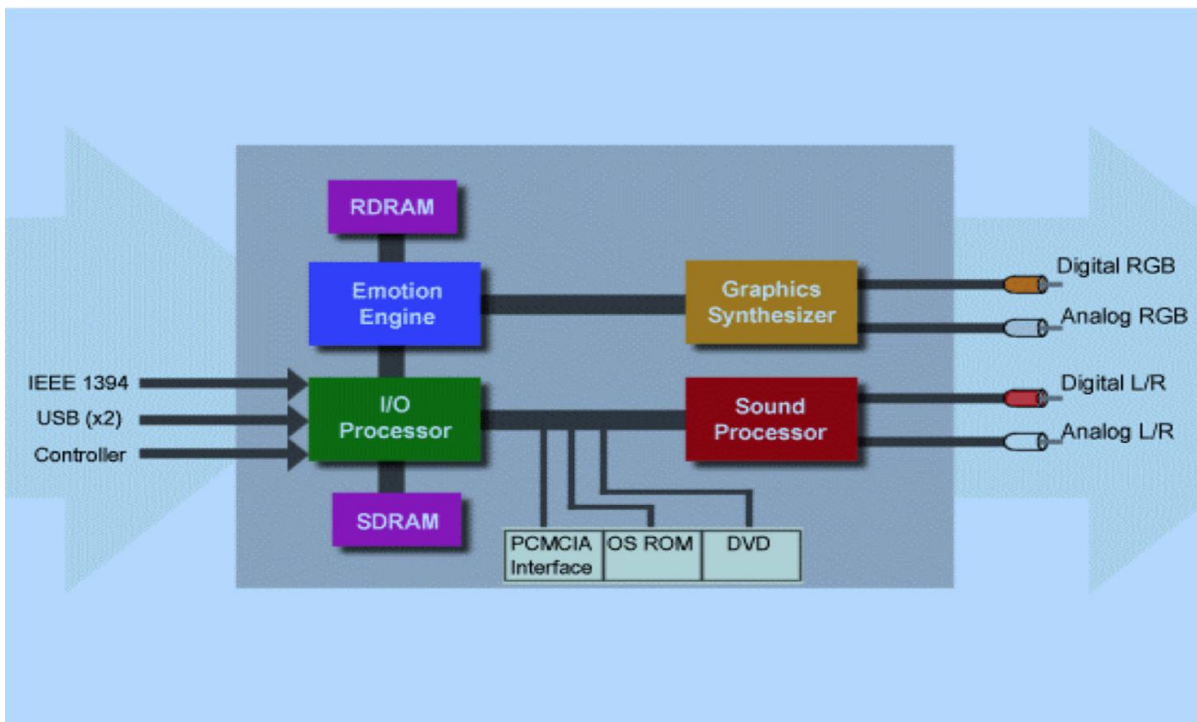 RDRAM
Emotion
Engine
Graphics
Synthesizer
Digital RGB
Analog RGB
IEEE 1394
USB (x2)
Controller
I/O
Processor
Sound
Processor
Digital L/R
Analog L/R
SDRAM
PCMCIA
Interface
OS ROM
DVD